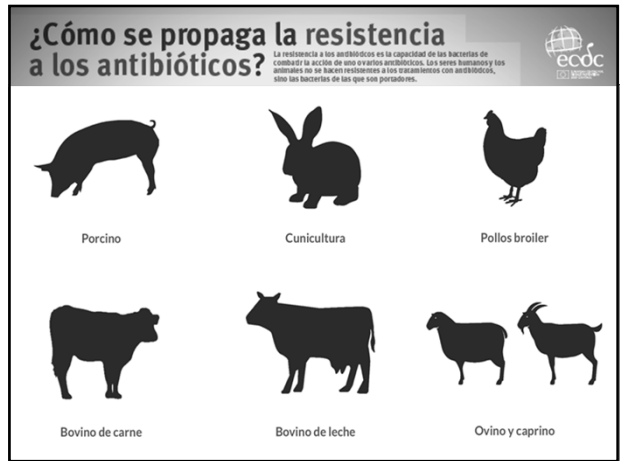 ¿Cómo se propaga la resistencia
a los antibióticos?
La resistencia a los antibióticos es la capacidad de las bacterias de
combatir la acción de uno o varios antibióticos. Los seres humanos y los
animales no se hacen resistentes a los tratamientos con antibióticos,
sino las bacterias de las que son portadores.
ecdc
Porcino
Cunicultura
Pollos broiler
Bovino de carne
Bovino de leche
Ovino y caprino